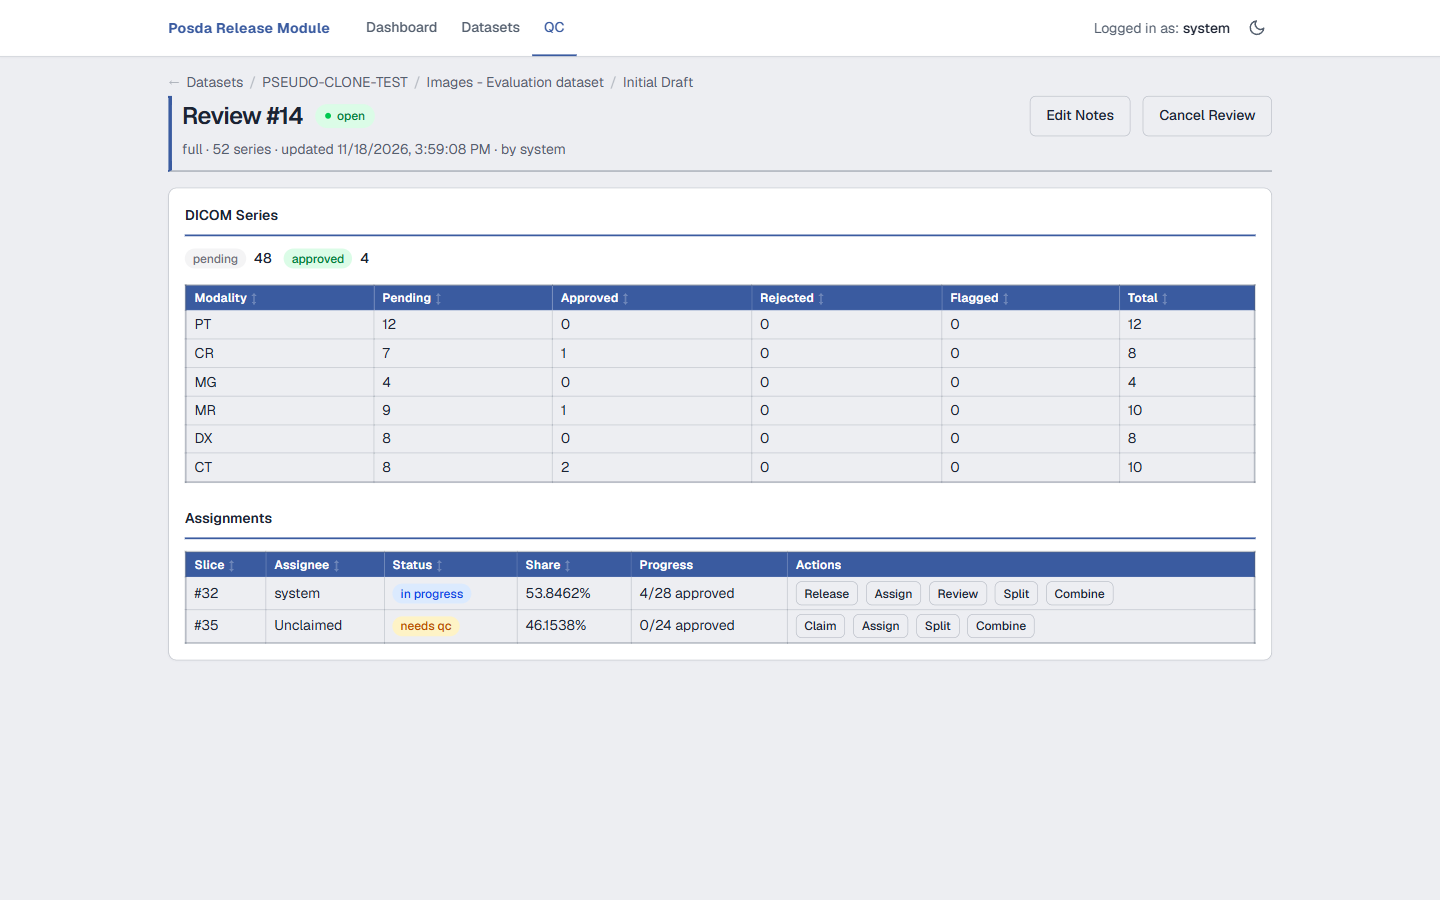 Posda Release Module Dashboard Datasets QC Logged in as: system
← Datasets / PSEUDO-CLONE-TEST / Images - Evaluation dataset / Initial Draft
Review #14 open Edit Notes Cancel Review
full · 52 series · updated 11/18/2026, 3:59:08 PM · by system
DICOM Series
pending 48 approved 4
Modality ↕ Pending ↕ Approved ↕ Rejected ↕ Flagged ↕ Total ↕
PT 12 0 0 0 12
CR 7 1 0 0 8
MG 4 0 0 0 4
MR 9 1 0 0 10
DX 8 0 0 0 8
CT 8 2 0 0 10
Assignments
Slice ↕ Assignee ↕ Status ↕ Share ↕ Progress Actions
#32 system in progress 53.8462% 4/28 approved Release Assign Review Split Combine
#35 Unclaimed needs qc 46.1538% 0/24 approved Claim Assign Split Combine